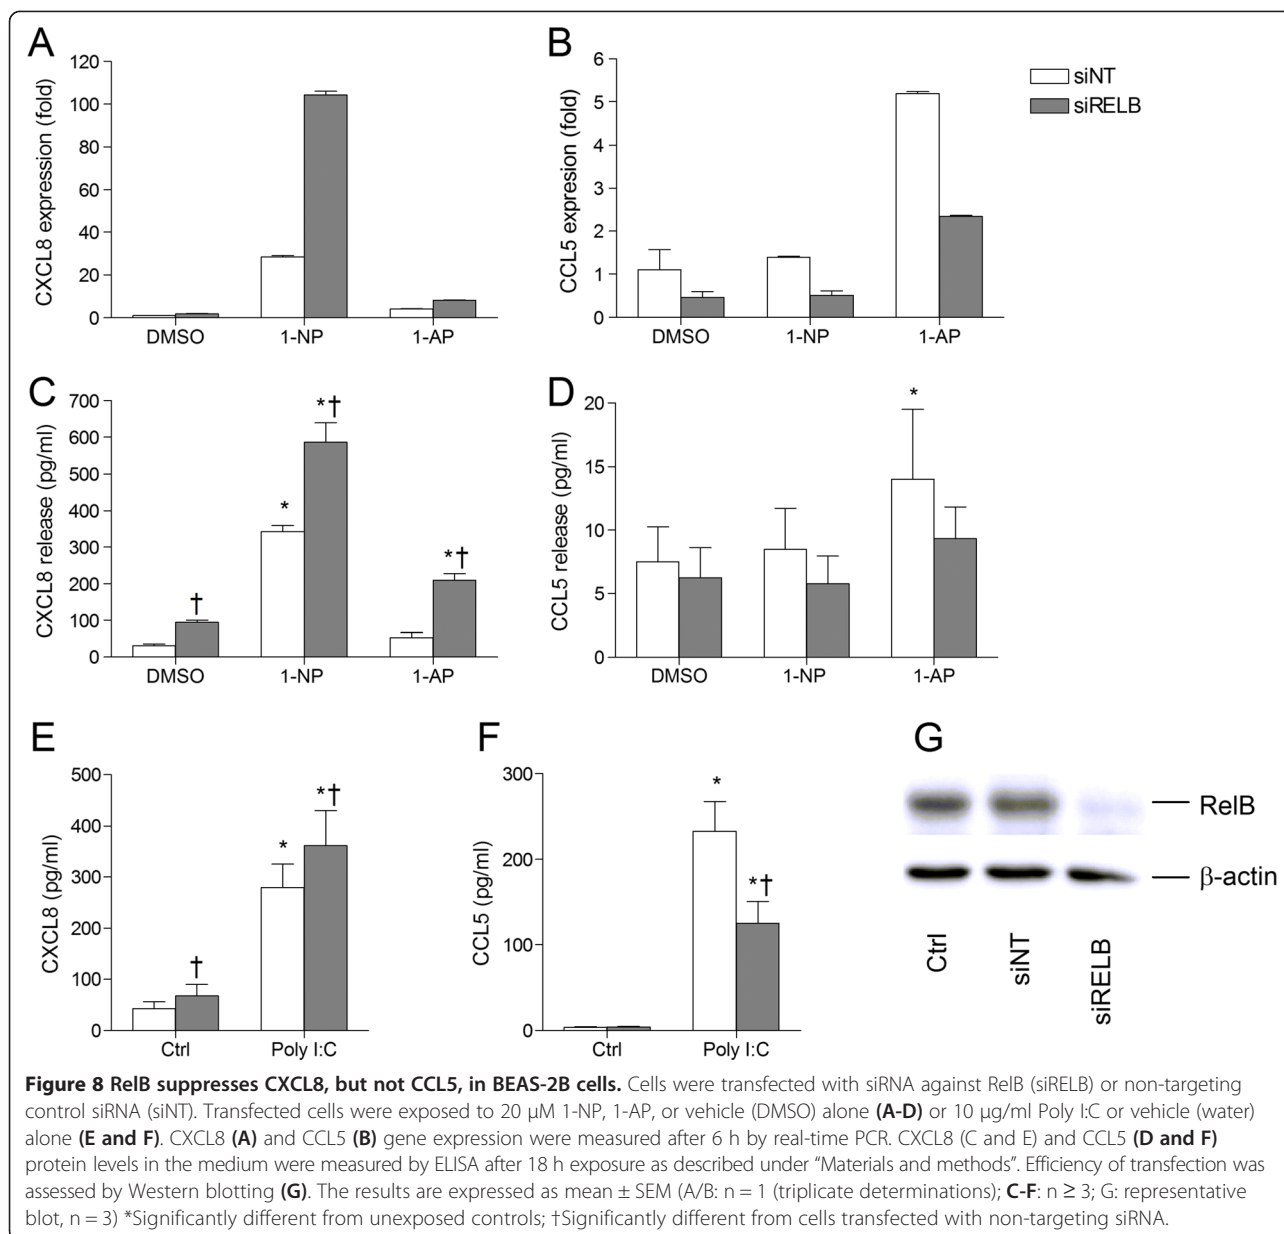 A
CXCL8 expression (fold)
120
100
80
60
40
20
0
DMSO
1-NP
1-AP
B
CCL5 expresion (fold)
6
5
4
3
2
1
0
DMSO
1-NP
1-AP
siNT
siRELB
C
CXCL8 release (pg/ml)
700
600
500
400
300
200
100
0
†
*
*†
*†
DMSO
1-NP
1-AP
D
CCL5 release (pg/ml)
20
15
10
5
0
*
DMSO
1-NP
1-AP
E
CXCL8 (pg/ml)
500
400
300
200
100
0
†
*
*†
Ctrl
Poly I:C
F
CCL5 (pg/ml)
300
200
100
0
*
*†
Ctrl
Poly I:C
G
RelB
β-actin
Ctrl
siNT
siRELB
Figure 8 RelB suppresses CXCL8, but not CCL5, in BEAS-2B cells. Cells were transfected with siRNA against RelB (siRELB) or non-targeting
control siRNA (siNT). Transfected cells were exposed to 20 μM 1-NP, 1-AP, or vehicle (DMSO) alone (A-D) or 10 μg/ml Poly I:C or vehicle (water)
alone (E and F). CXCL8 (A) and CCL5 (B) gene expression were measured after 6 h by real-time PCR. CXCL8 (C and E) and CCL5 (D and F)
protein levels in the medium were measured by ELISA after 18 h exposure as described under “Materials and methods”. Efficiency of transfection was
assessed by Western blotting (G). The results are expressed as mean ± SEM (A/B: n = 1 (triplicate determinations); C-F: n ≥ 3; G: representative
blot, n = 3) *Significantly different from unexposed controls; †Significantly different from cells transfected with non-targeting siRNA.